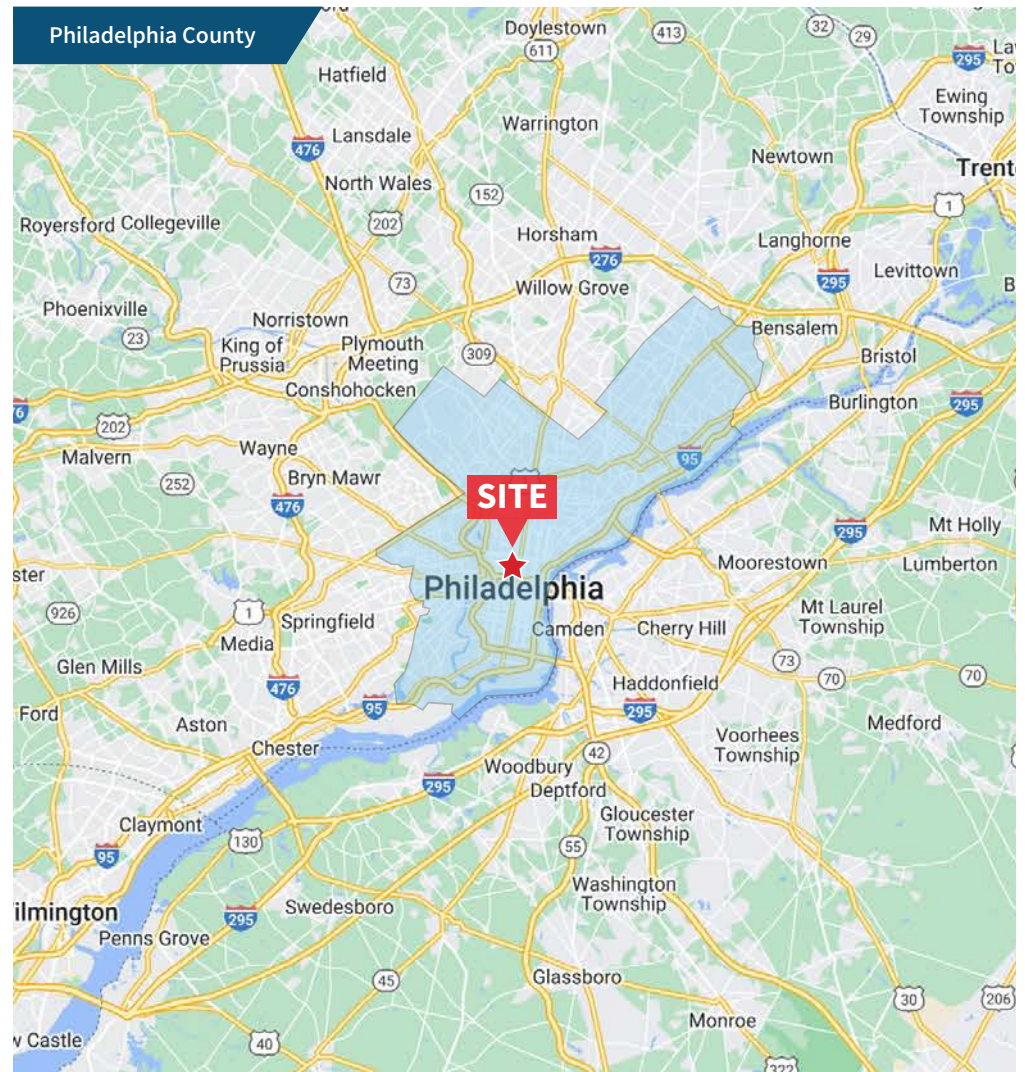 Philadelphia County
Doylestown
611
413
32
29
295
Hatfield
Ewing
Township
Lansdale
476
Warrington
Newtown
Trent
North Wales
152
1
Royersford
Collegeville
202
Horsham
Langhorne
276
73
295
Levittown
Willow Grove
Phoenixville
Norristown
Bensalem
23
King of
Prussia
Plymouth
Meeting
309
Bristol
Conshohocken
Burlington
295
202
Malvern
Wayne
95
252
Bryn Mawr
476
SITE
Mt Holly
295
Moorestown
Lumberton
ster
Philadelphia
926
1
Springfield
Camden
Cherry Hill
Mt Laurel
Township
Media
Glen Mills
73
70
70
476
Haddonfield
Ford
95
295
Aston
Medford
Chester
42
Voorhees
Township
Woodbury
295
Deptford
Gloucester
Township
Claymont
130
55
95
Washington
Township
ilmington
Swedesboro
295
Penns Grove
Glassboro
45
30
206
Monroe
w Castle
40
322